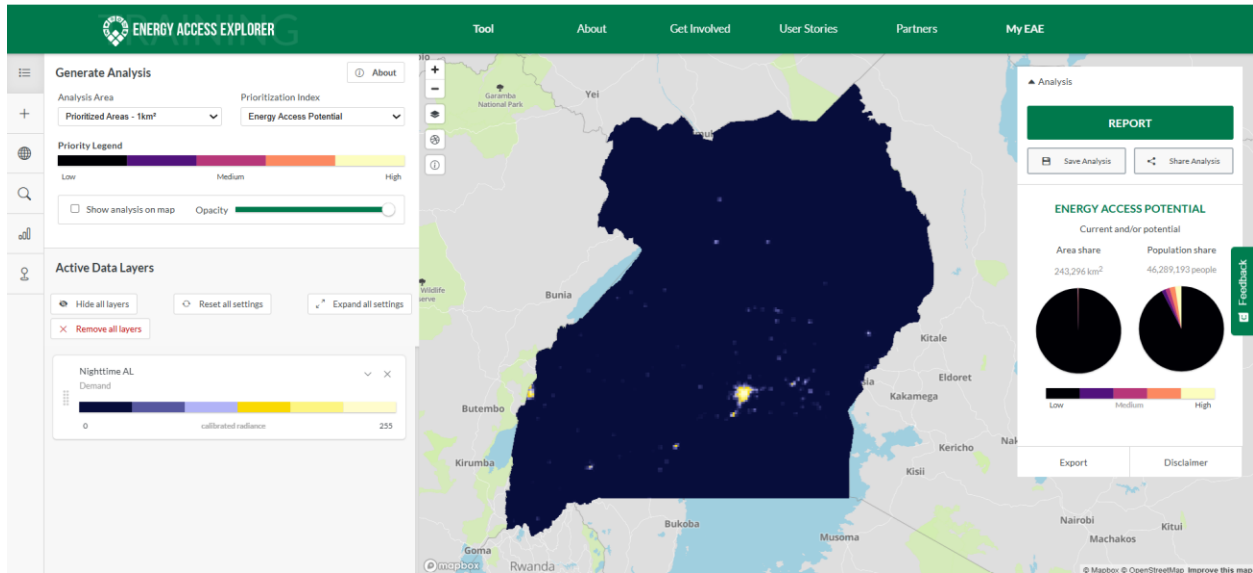 TRAINING
ENERGY ACCESS EXPLORER
Tool
About
Get Involved
User Stories
Partners
My EAE
Generate Analysis
About
Analysis Area
Prioritization Index
Prioritized Areas - 1km²
Energy Access Potential
Priority Legend
Low
Medium
High
Show analysis on map
Opacity
Active Data Layers
Hide all layers
Reset all settings
Expand all settings
Remove all layers
Nighttime AL
Demand
0
calibrated radiance
255
Garamba
National Park
Yei
Bunia
Wildlife
Butembo
Kirumba
Goma
Rwanda
Bukoba
Musoma
Kitale
Eldoret
Kakamega
Kericho
Kisii
Nairobi
Machakos
Kitui
mapbox
© Mapbox © OpenStreetMap Improve this map
Analysis
REPORT
Save Analysis
Share Analysis
ENERGY ACCESS POTENTIAL
Current and/or potential
Area share
Population share
243,296 km²
46,289,193 people
Low
Medium
High
Export
Disclaimer
Feedback